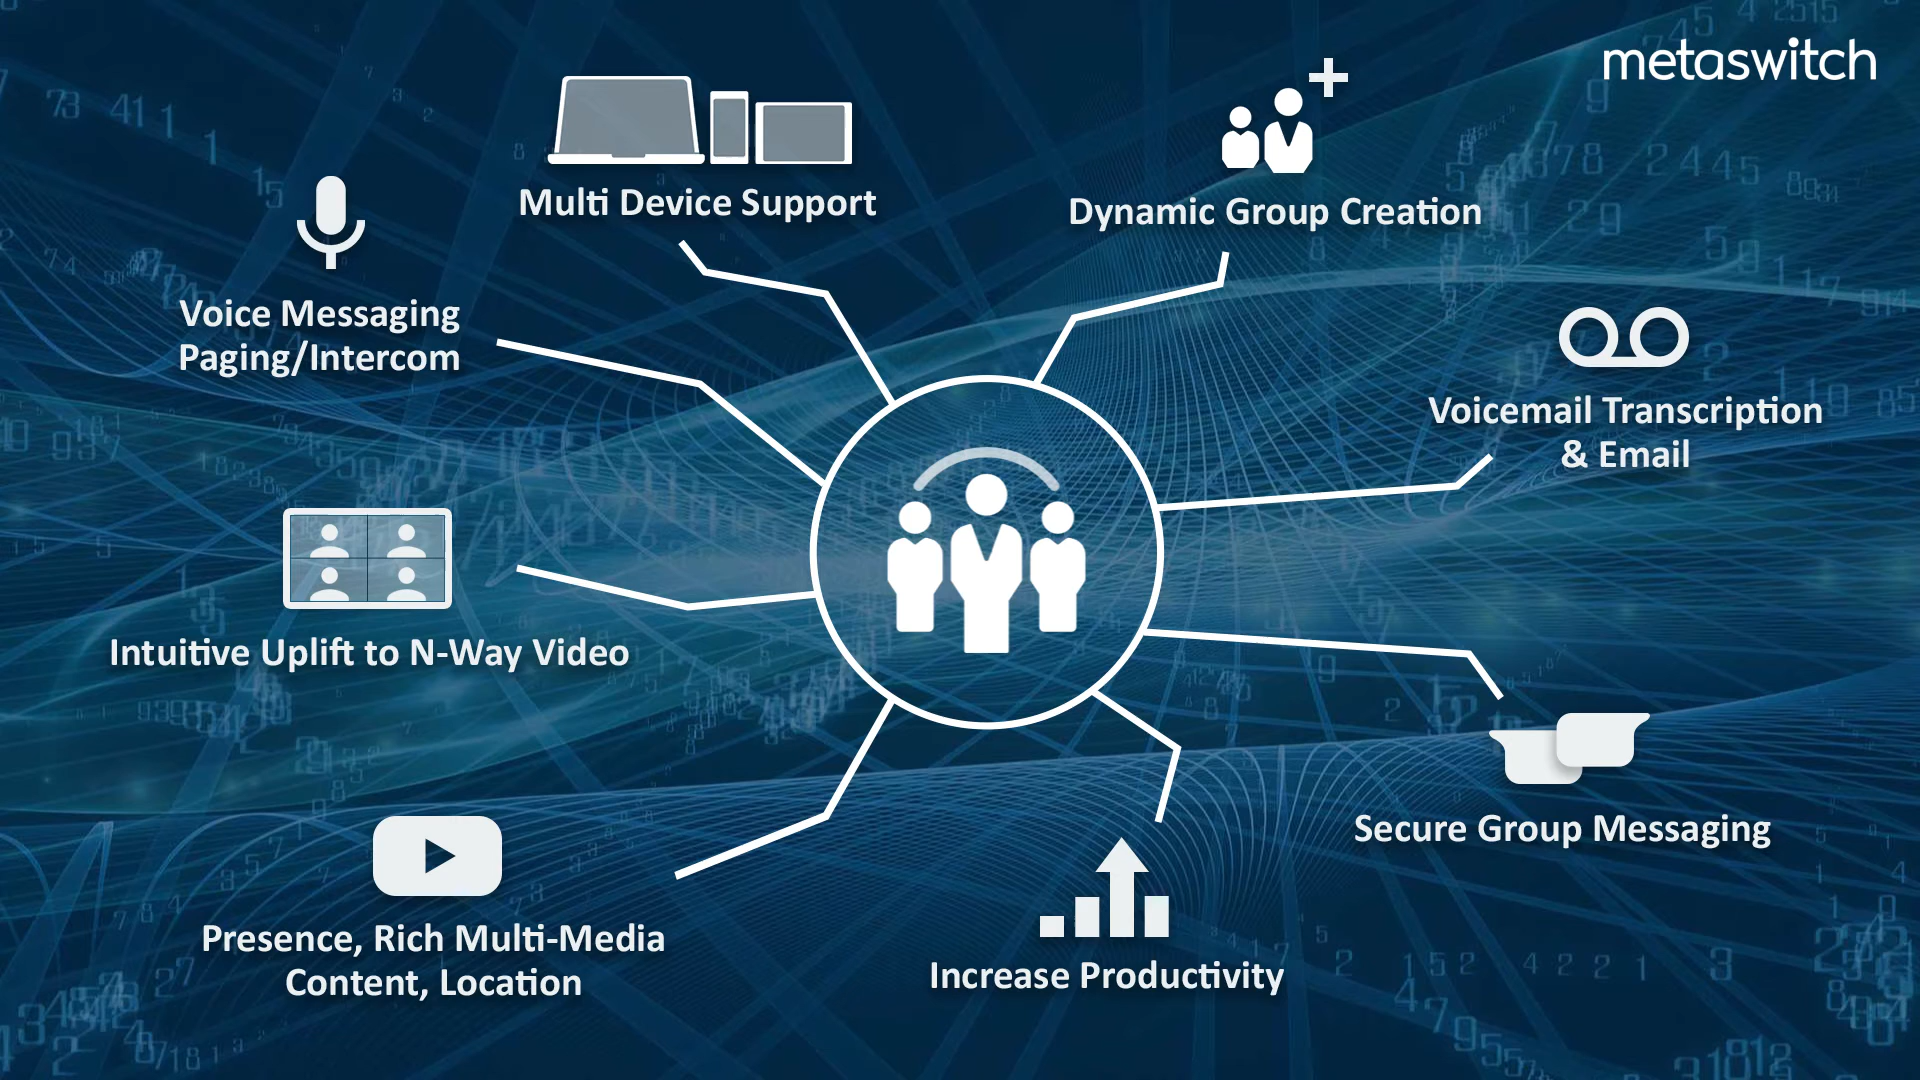 metaswitch
Multi Device Support
Dynamic Group Creation
Voice Messaging
Paging/Intercom
Voicemail Transcription
& Email
Intuitive Uplift to N-Way Video
Secure Group Messaging
Presence, Rich Multi-Media
Content, Location
Increase Productivity